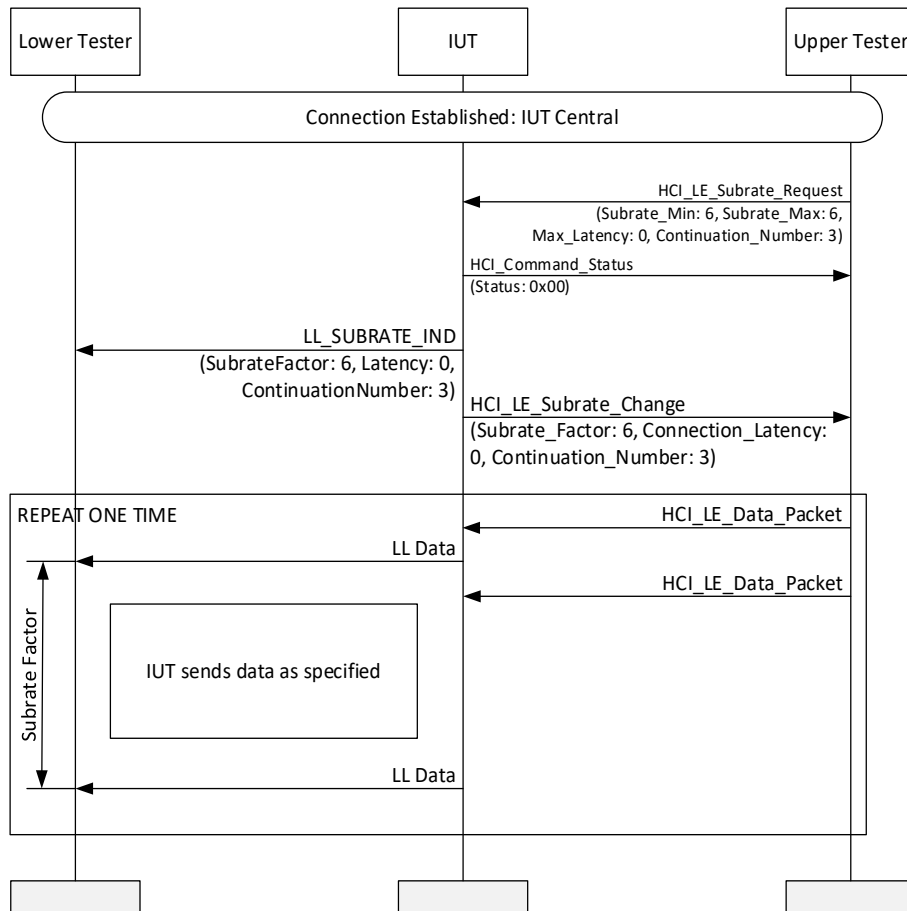 Lower Tester
IUT
Upper Tester
Connection Established: IUT Central
HCI_LE_Subrate_Request
(Subrate_Min: 6, Subrate_Max: 6,
Max_Latency: 0, Continuation_Number: 3)
HCI_Command_Status
(Status: 0x00)
LL_SUBRATE_IND
(SubrateFactor: 6, Latency: 0,
ContinuationNumber: 3)
HCI_LE_Subrate_Change
(Subrate_Factor: 6, Connection_Latency:
0, Continuation_Number: 3)
REPEAT ONE TIME
HCI_LE_Data_Packet
LL Data
HCI_LE_Data_Packet
Subrate Factor
IUT sends data as specified
LL Data